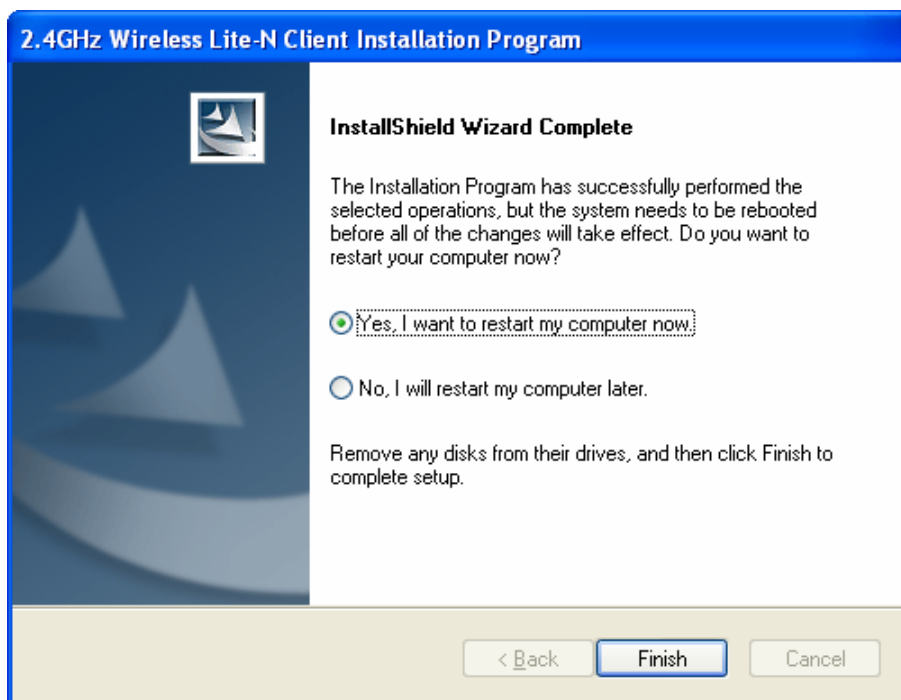 2.4GHz Wireless Lite-N Client Installation Program
InstallShield Wizard Complete
The Installation Program has successfully performed the
selected operations, but the system needs to be rebooted
before all of the changes will take effect. Do you want to
restart your computer now?
Yes, I want to restart my computer now.
No, I will restart my computer later.
Remove any disks from their drives, and then click Finish to
complete setup.
< Back
Finish
Cancel